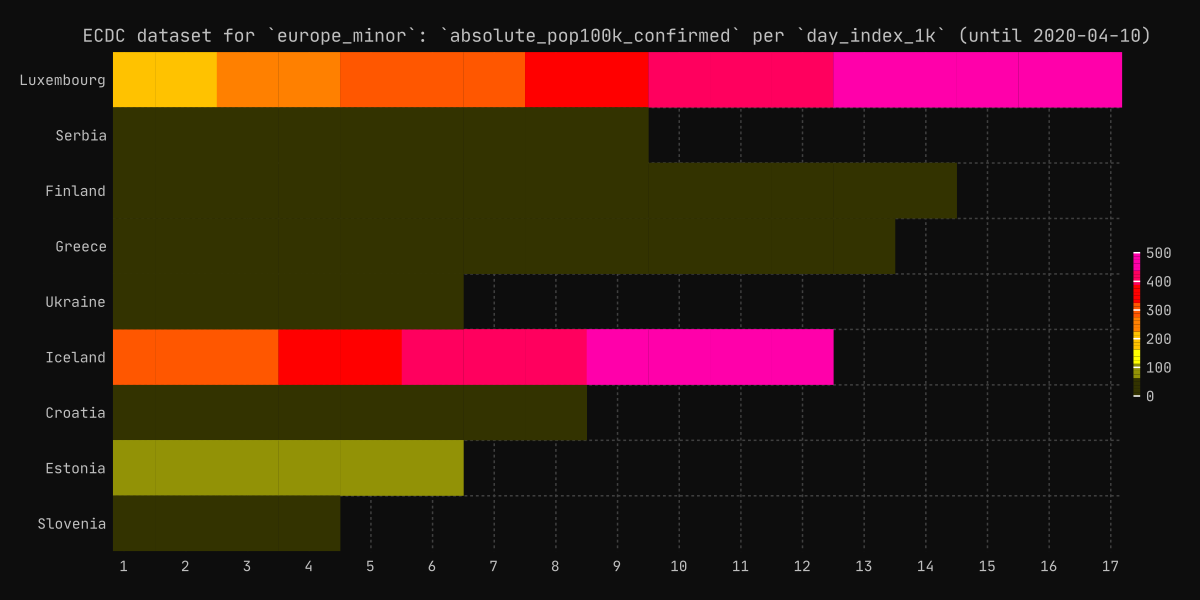 ECDC dataset for `europe_minor`: `absolute_pop100k_confirmed` per `day_index_1k` (until 2020-04-10)
Luxembourg
Serbia
Finland
Greece
Ukraine
Iceland
Croatia
Estonia
Slovenia
500
400
300
200
100
0
1 2 3 4 5 6 7 8 9 10 11 12 13 14 15 16 17